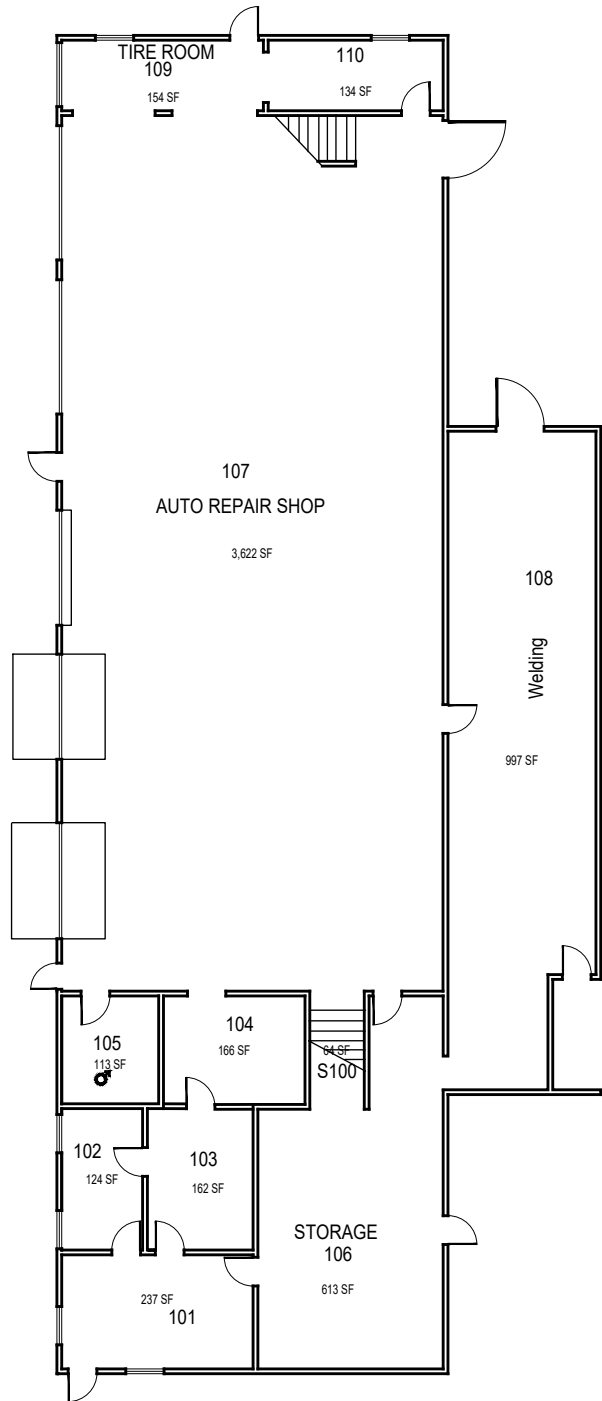 TIRE ROOM
109
154 SF
110
134 SF
107
AUTO REPAIR SHOP
3,622 SF
108
Welding
997 SF
104
166 SF
105
113 SF
64 SF
S100
102
124 SF
103
162 SF
STORAGE
106
613 SF
237 SF
101